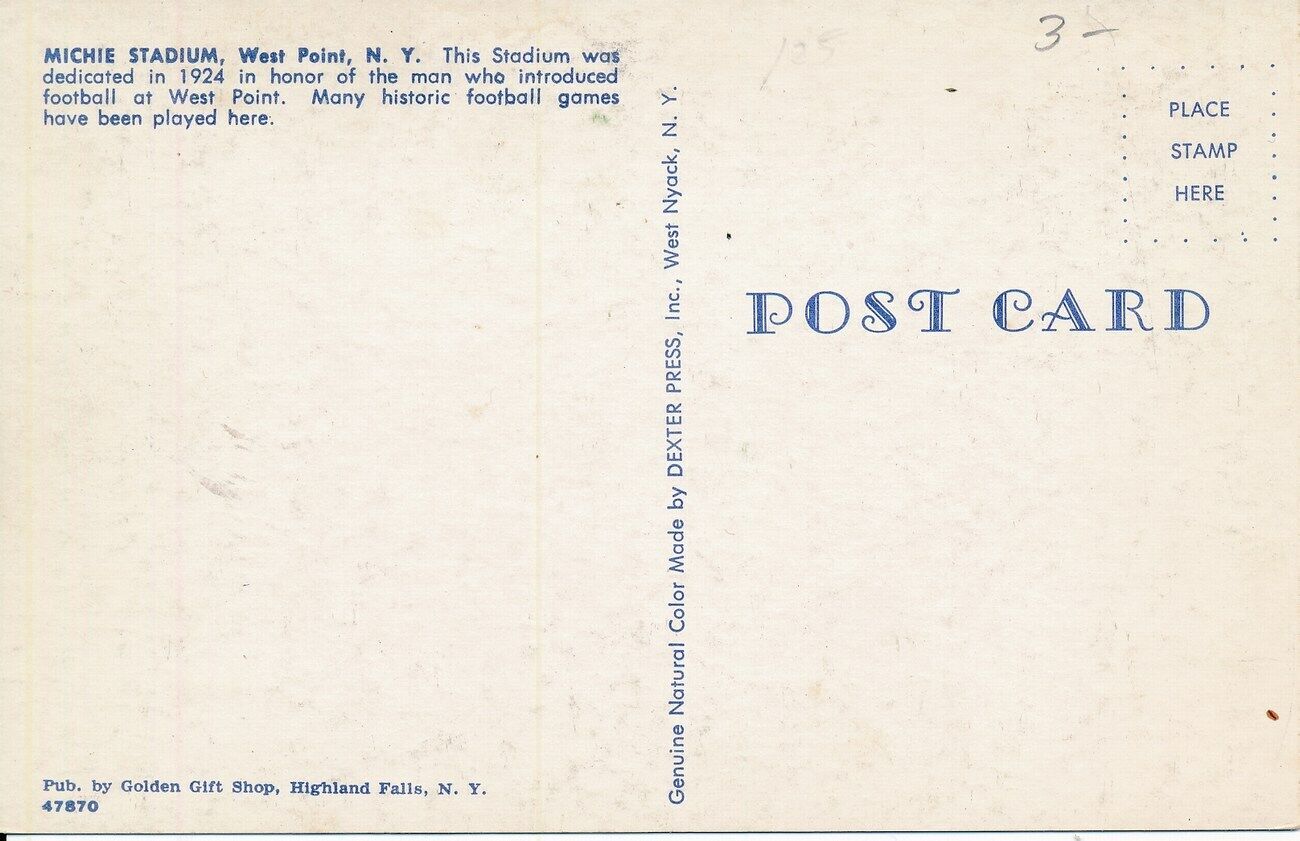 MICHIE STADIUM, West Point, N. Y. This Stadium was
dedicated in 1924 in honor of the man who introduced
football at West Point. Many historic football games
have been played here.
Pub. by Golden Gift Shop, Highland Falls, N. Y.
47870
Genuine Natural Color Made by DEXTER PRESS, Inc., West Nyack, N. Y.
3 -
PLACE
STAMP
HERE
POST CARD